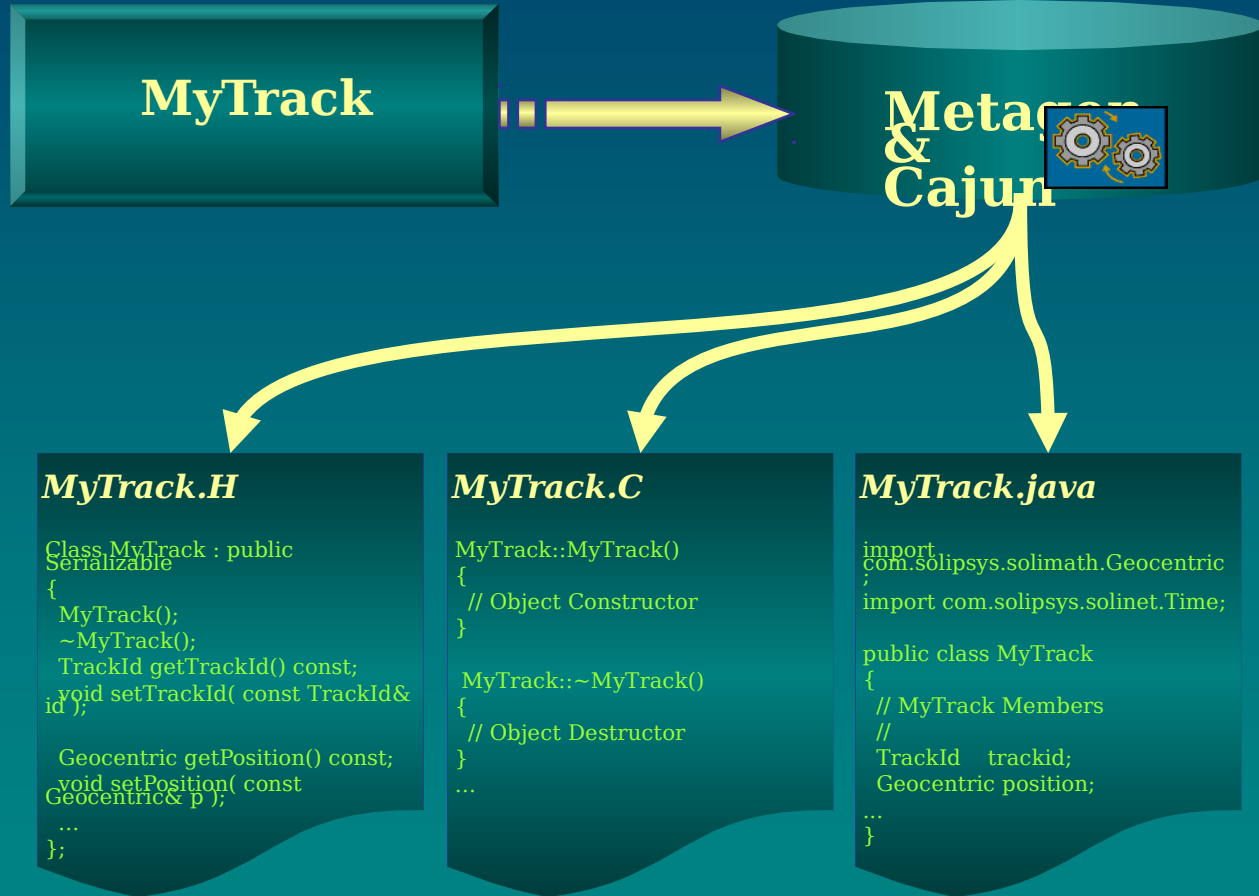 MyTrack
Metagen
&
Cajun
MyTrack.H
Class MyTrack : public
Serializable
{
MyTrack();
~MyTrack();
TrackId getTrackId() const;
void setTrackId( const TrackId&
id );
Geocentric getPosition() const;
void setPosition( const
Geocentric& p );
...
};
MyTrack.C
MyTrack::MyTrack()
{
// Object Constructor
}
MyTrack::~MyTrack()
{
// Object Destructor
}
...
MyTrack.java
import
com.solipsys.solimath.Geocentric
;
import com.solipsys.solinet.Time;
public class MyTrack
{
// MyTrack Members
//
TrackId trackid;
Geocentric position;
...
}